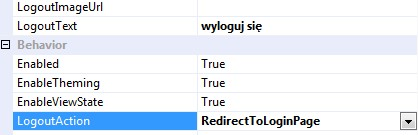 LogoutImageUrl
LogoutText wyloguj się
Behavior
Enabled True
EnableTheming True
EnableViewState True
LogoutAction RedirectToLoginPage